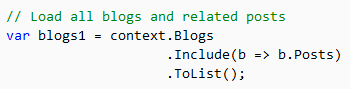 // Load all blogs and related posts
var blogs1 = context.Blogs
                    .Include(b => b.Posts)
                    .ToList();